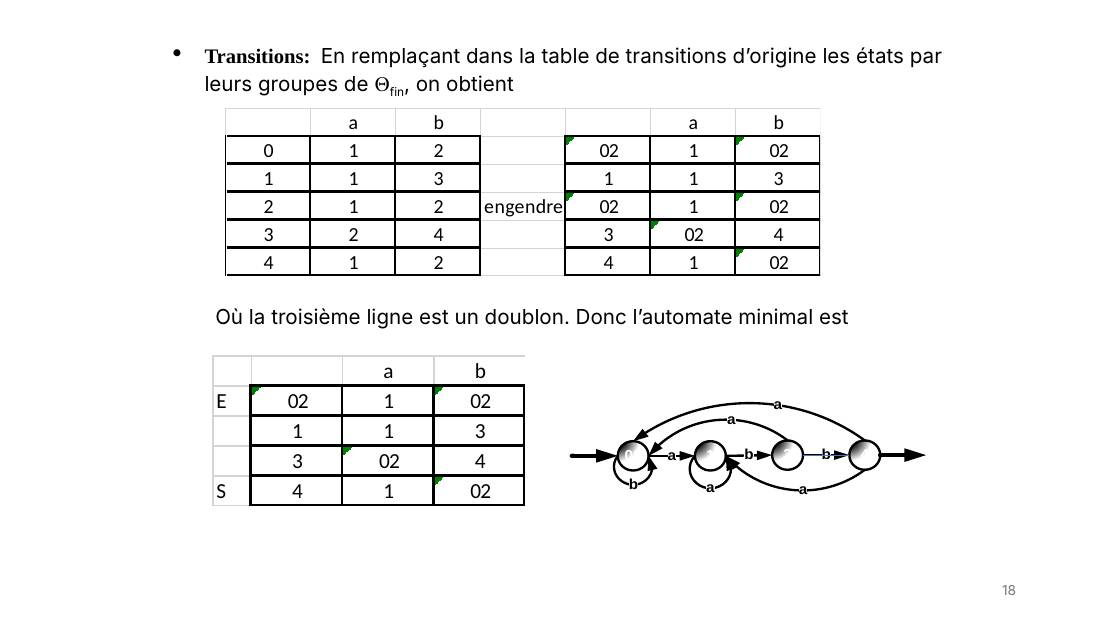 • Transitions: En remplaçant dans la table de transitions d’origine les états par
leurs groupes de Θfin, on obtient
a b a b
0 1 2 02 1 02
1 1 3 1 1 3
2 1 2 engendre 02 1 02
3 2 4 3 02 4
4 1 2 4 1 02
Où la troisième ligne est un doublon. Donc l’automate minimal est
a b
E 02 1 02
1 1 3
3 02 4
S 4 1 02
a
a
a b b
b a a
18